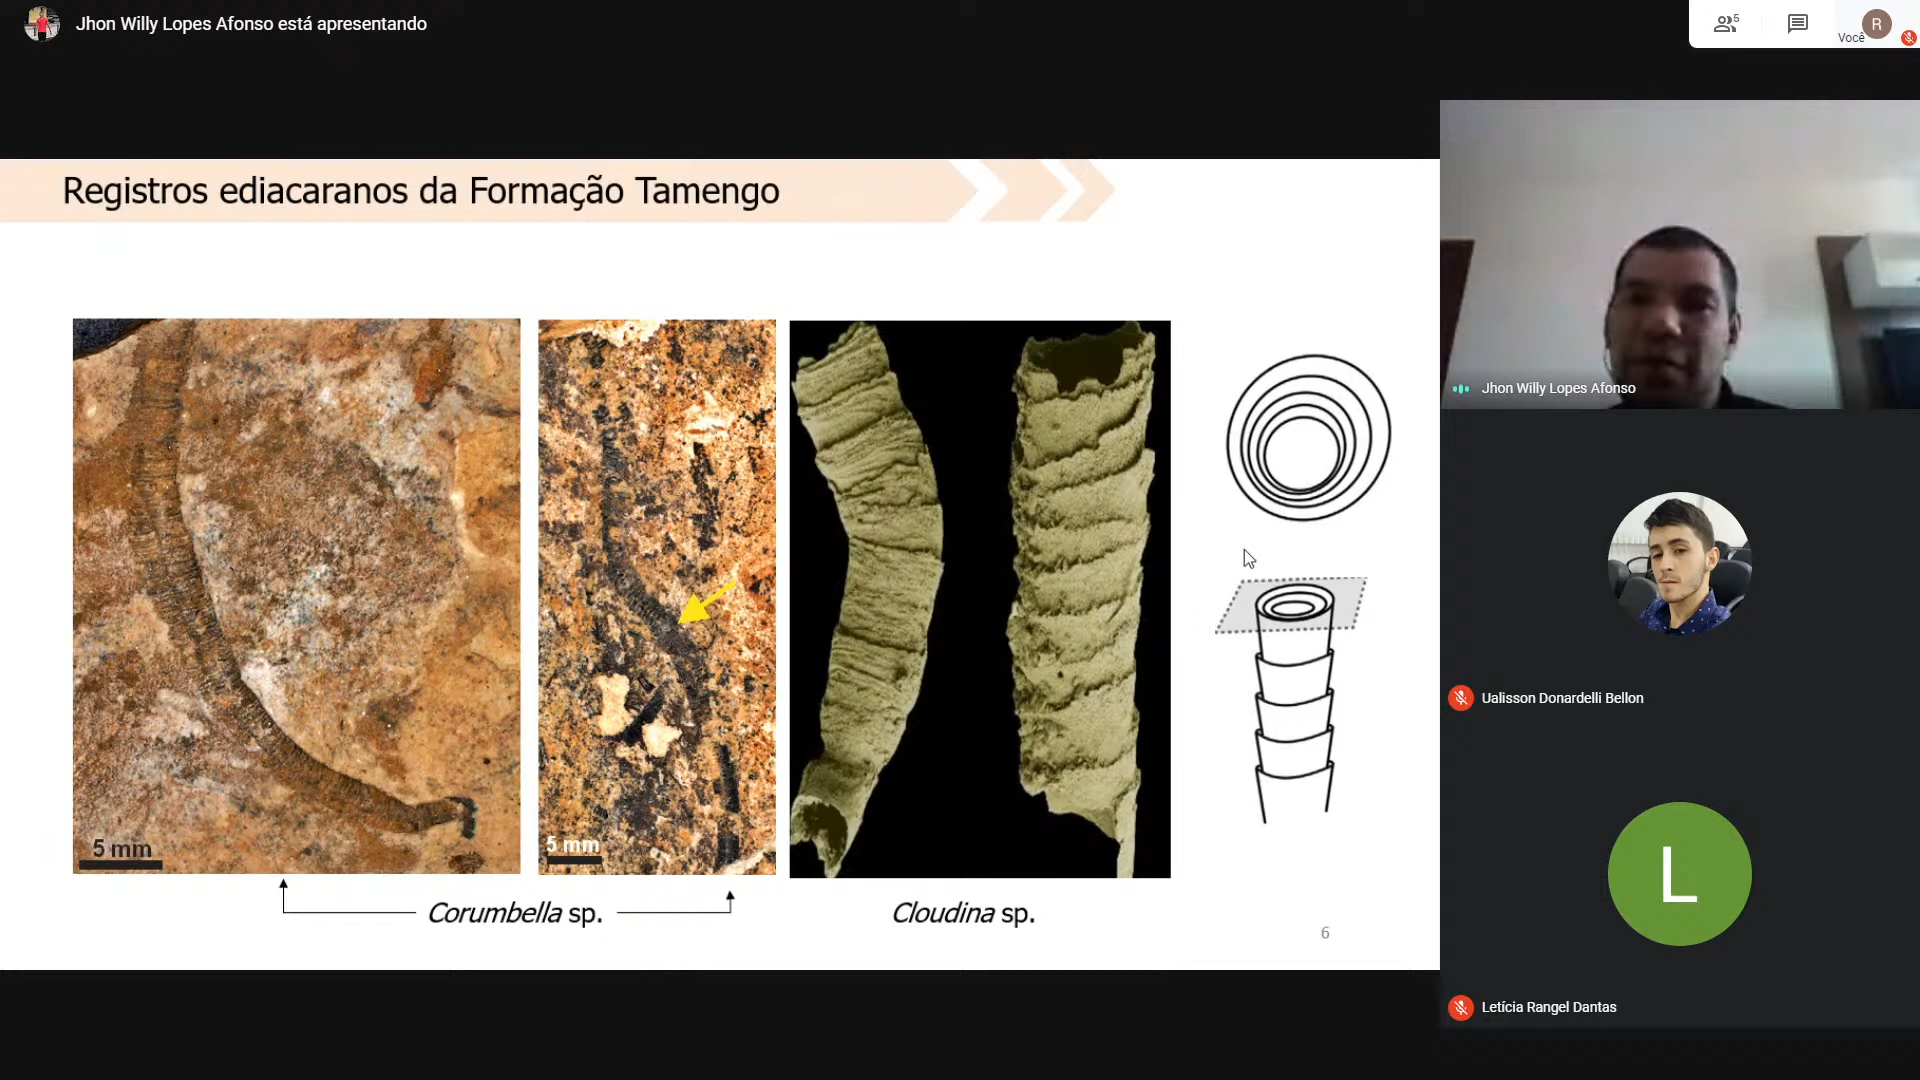 Jhon Willy Lopes Afonso está apresentando
5
Você
R
Registros ediacaranos da Formação Tamengo
5 mm
5 mm
Corumbella sp.
Cloudina sp.
6
Jhon Willy Lopes Afonso
Ualisson Donardelli Bellon
L
Letícia Rangel Dantas